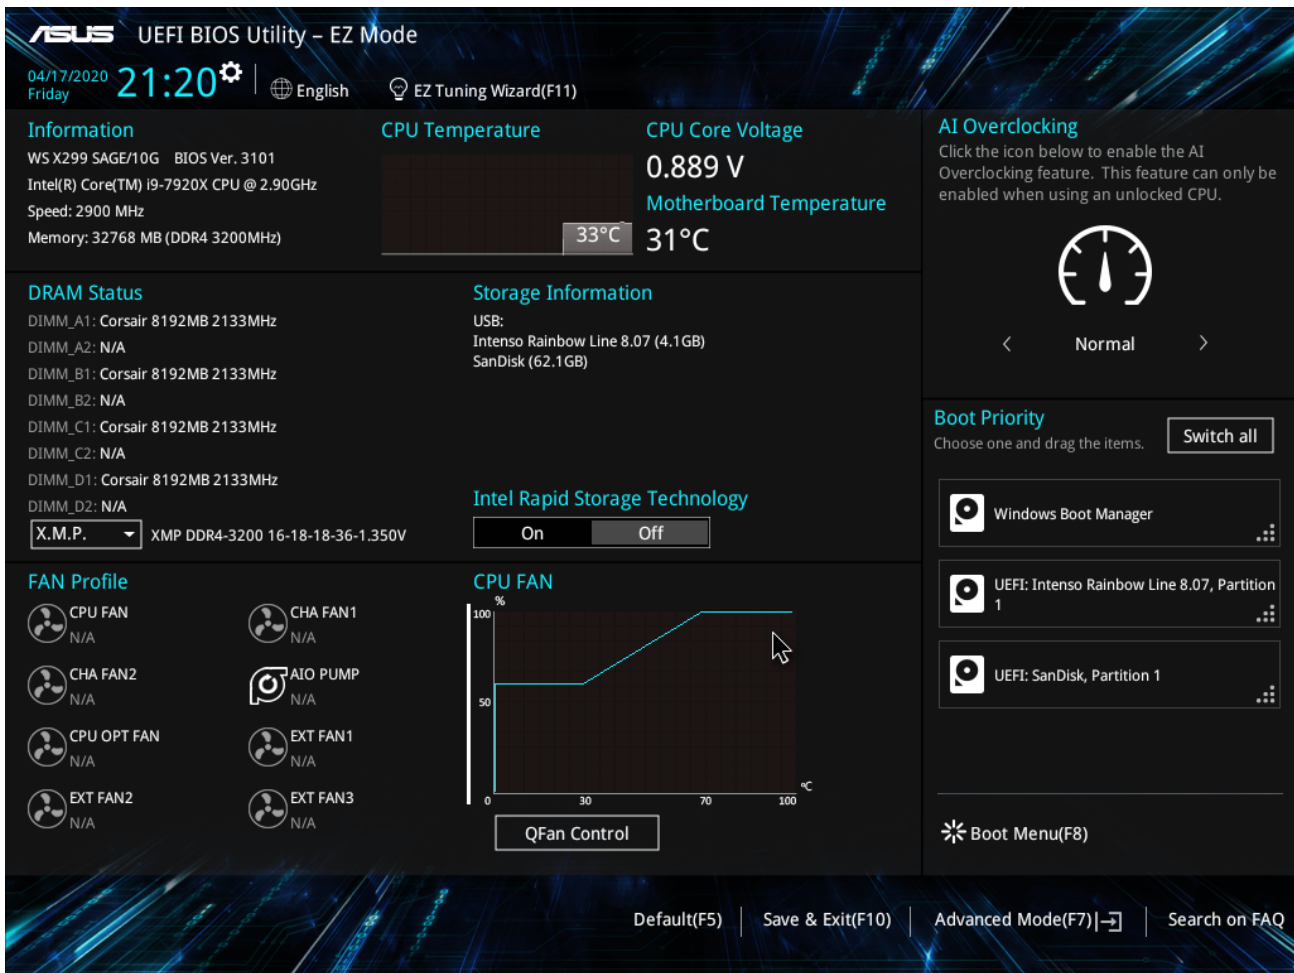 ASUS UEFI BIOS Utility – EZ Mode
04/17/2020
Friday
21:20
English
EZ Tuning Wizard(F11)
Information
WS X299 SAGE/10G BIOS Ver. 3101
Intel(R) Core(TM) i9-7920X CPU @ 2.90GHz
Speed: 2900 MHz
Memory: 32768 MB (DDR4 3200MHz)
CPU Temperature
33°C
CPU Core Voltage
0.889 V
Motherboard Temperature
31°C
AI Overclocking
Click the icon below to enable the AI
Overclocking feature. This feature can only be
enabled when using an unlocked CPU.
Normal
DRAM Status
DIMM_A1: Corsair 8192MB 2133MHz
DIMM_A2: N/A
DIMM_B1: Corsair 8192MB 2133MHz
DIMM_B2: N/A
DIMM_C1: Corsair 8192MB 2133MHz
DIMM_C2: N/A
DIMM_D1: Corsair 8192MB 2133MHz
DIMM_D2: N/A
X.M.P.
XMP DDR4-3200 16-18-18-36-1.350V
Storage Information
USB:
Intenso Rainbow Line 8.07 (4.1GB)
SanDisk (62.1GB)
Intel Rapid Storage Technology
On Off
Boot Priority
Choose one and drag the items.
Switch all
Windows Boot Manager
UEFI: Intenso Rainbow Line 8.07, Partition
1
UEFI: SanDisk, Partition 1
Boot Menu(F8)
FAN Profile
CPU FAN
N/A
CHA FAN1
N/A
CHA FAN2
N/A
AIO PUMP
N/A
CPU OPT FAN
N/A
EXT FAN1
N/A
EXT FAN2
N/A
EXT FAN3
N/A
CPU FAN
%
100
50
0 30 70 100
°C
QFan Control
Default(F5)
Save & Exit(F10)
Advanced Mode(F7)
Search on FAQ